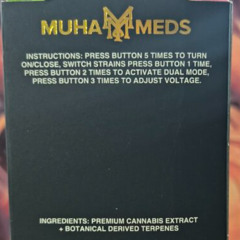 MUHA MEDS
INSTRUCTIONS: PRESS BUTTON 5 TIMES TO TURN
ON/CLOSE, SWITCH STRAINS PRESS BUTTON 1 TIME,
PRESS BUTTON 2 TIMES TO ACTIVATE DUAL MODE,
PRESS BUTTON 3 TIMES TO ADJUST VOLTAGE.
INGREDIENTS: PREMIUM CANNABIS EXTRACT
+ BOTANICAL DERIVED TERPENES